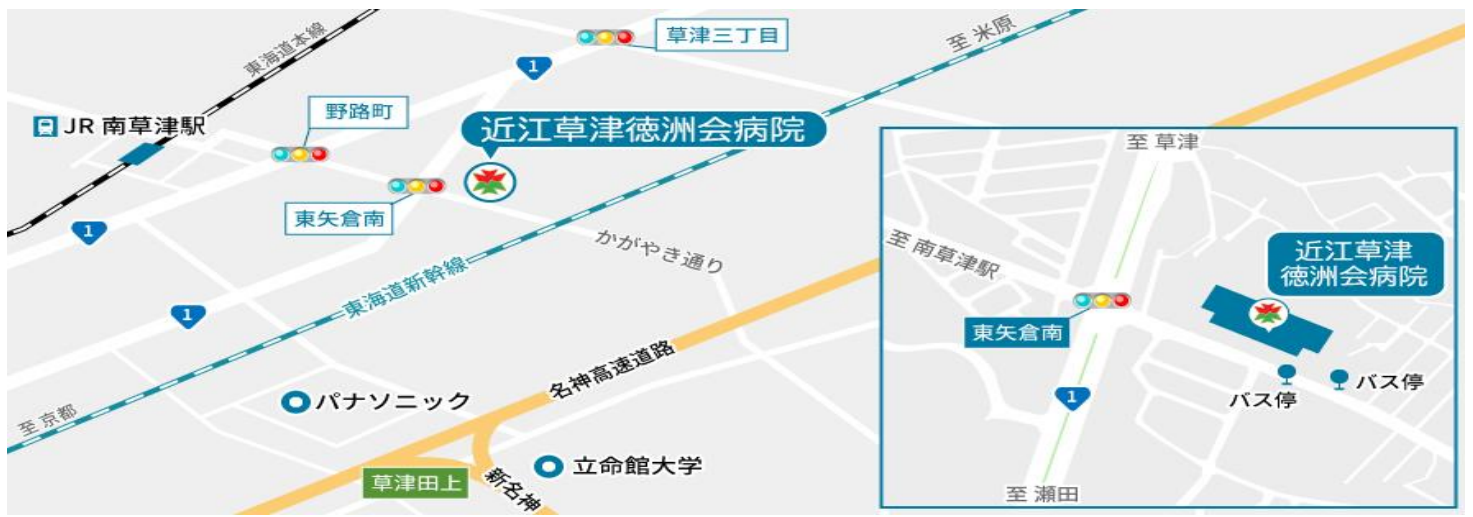 草津三丁目
至 米原
東海道本線
1
野路町
JR 南草津駅
近江草津徳洲会病院
東矢倉南
1
かがやき通り
東海道新幹線
1
名神高速道路
パナソニック
至 京都
立命館大学
草津田上
新名神
至 草津
至 南草津駅
近江草津
徳洲会病院
東矢倉南
1
バス停
バス停
至 瀬田